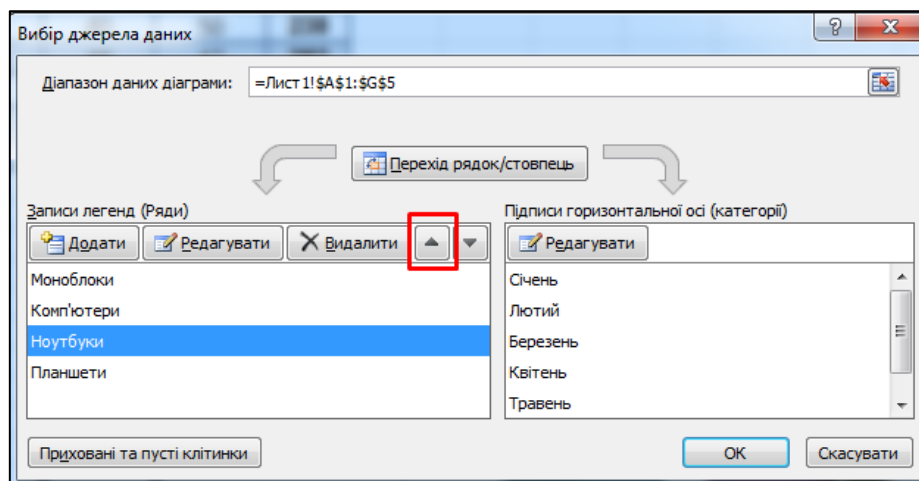 Вибір джерела даних
Діапазон даних діаграми: =Лист1!$A$1:$G$5
Перехід рядок/стовпець
Записи легенд (Ряди) Підписи горизонтальної осі (категорії)
Додати Редагувати Видалити Редагувати
Моноблоки Січень
Комп'ютери Лютий
Ноутбуки Березень
Планшети Квітень
Травень
Приховані та пусті клітинки ОК Скасувати